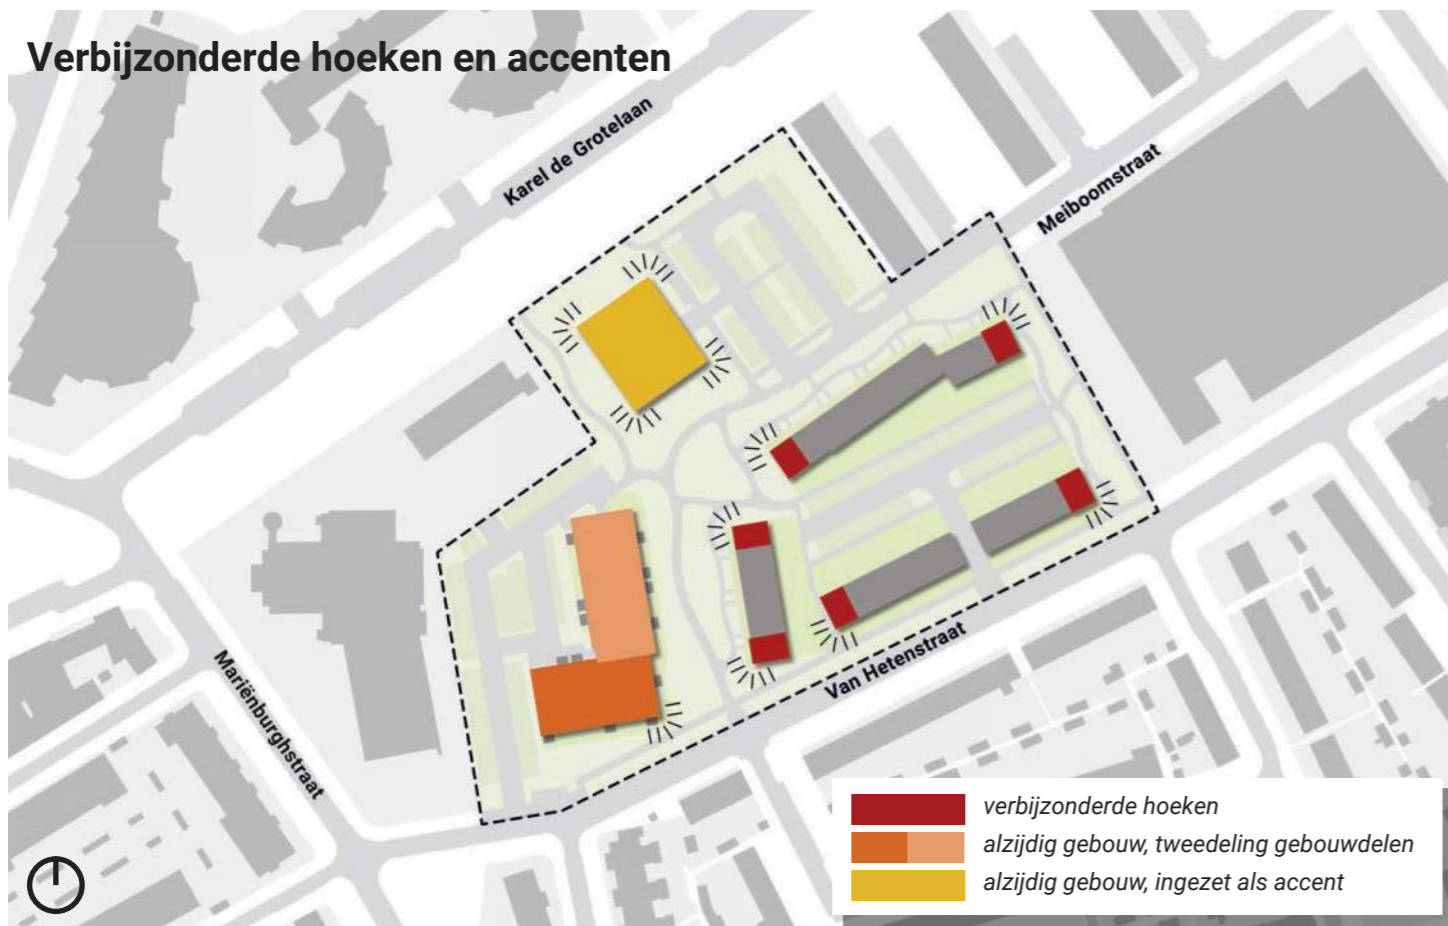 Verbijzonderde hoeken en accenten
Karel de Grotelaan
Meiboomstraat
Mariënburghstraat
Van Hetenstraat
verbijzonderde hoeken
alzijdig gebouw, tweedeling gebouwdelen
alzijdig gebouw, ingezet als accent